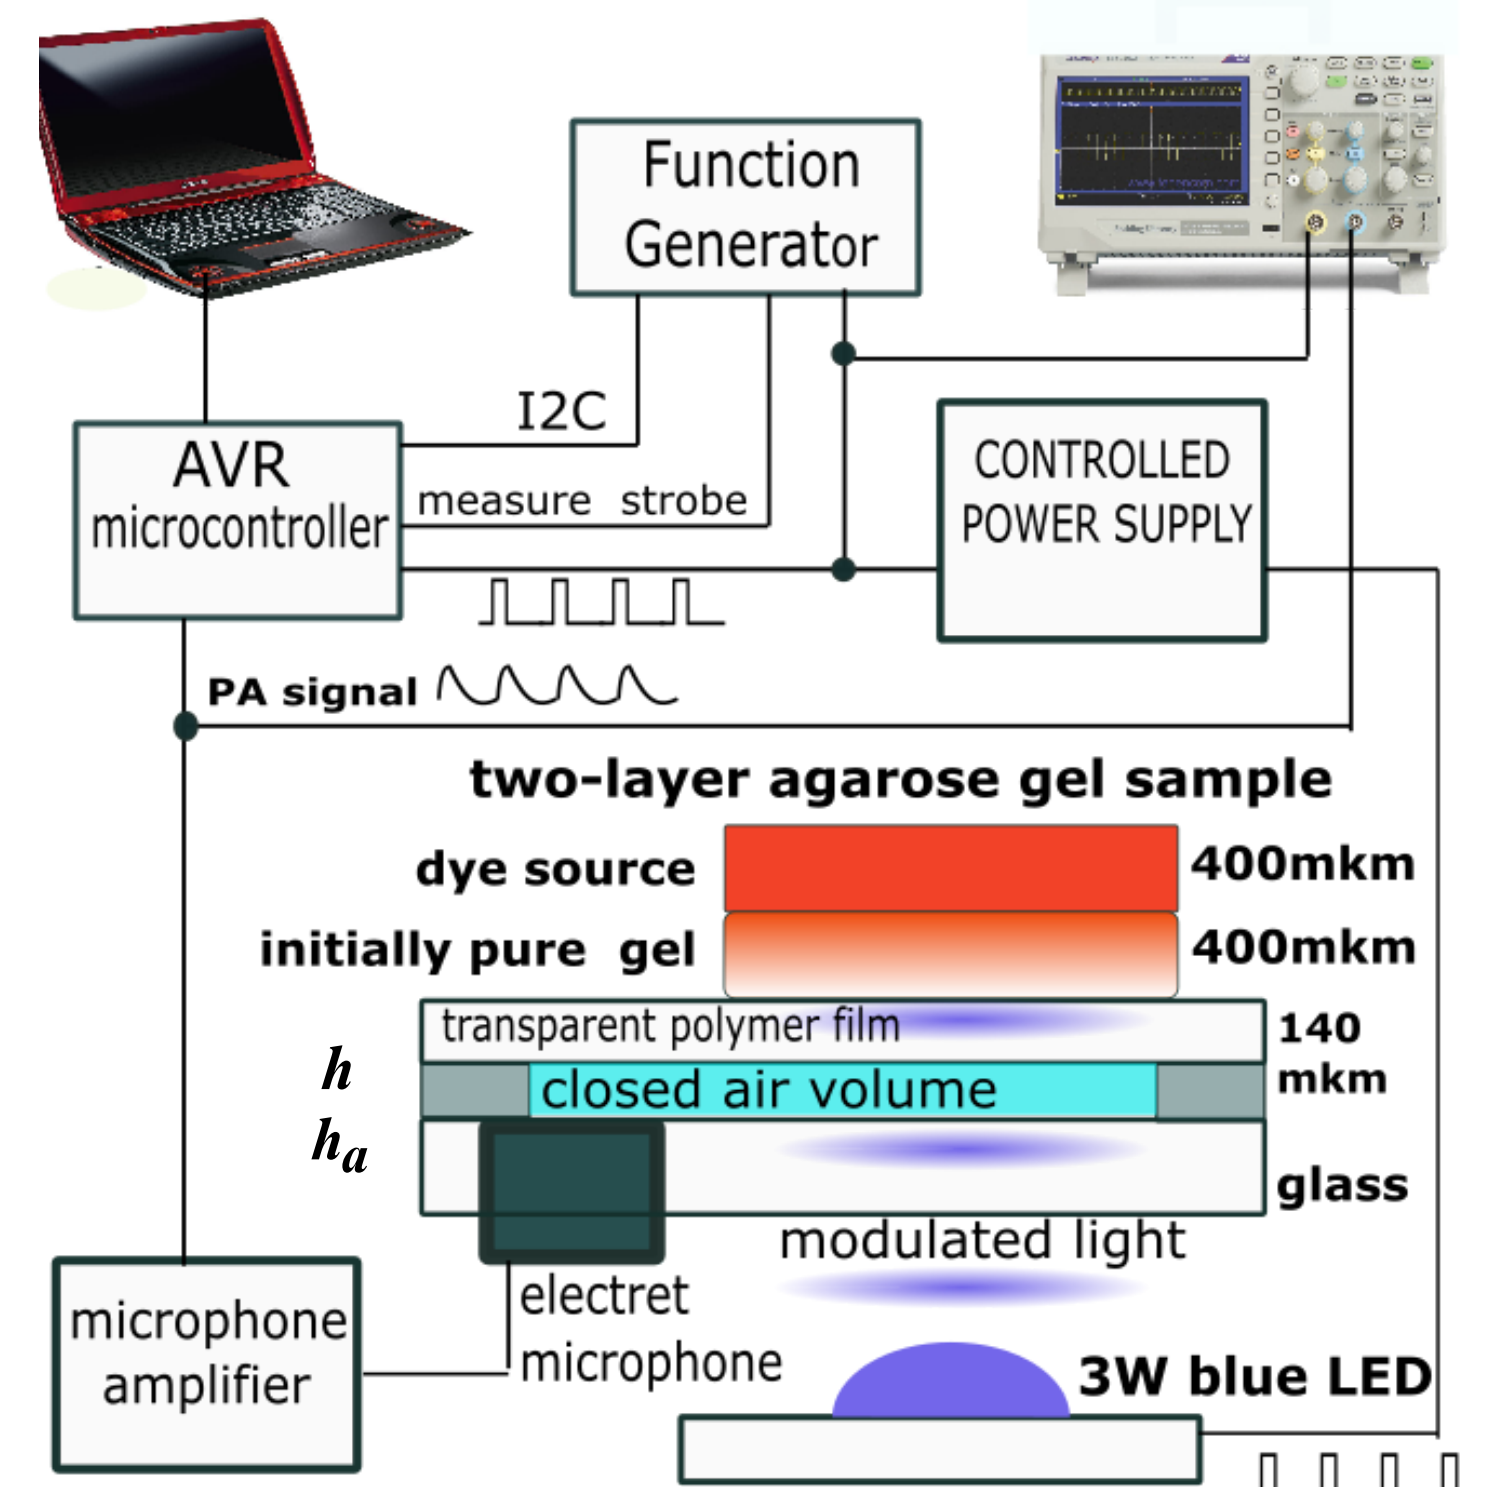 Function
Generator
I2C
AVR
microcontroller
measure strobe
CONTROLLED
POWER SUPPLY
PA signal
two-layer agarose gel sample
dye source
400mkm
initially pure gel
400mkm
transparent polymer film
140
mkm
h
closed air volume
h_a
glass
modulated light
electret
microphone
microphone
amplifier
3W blue LED